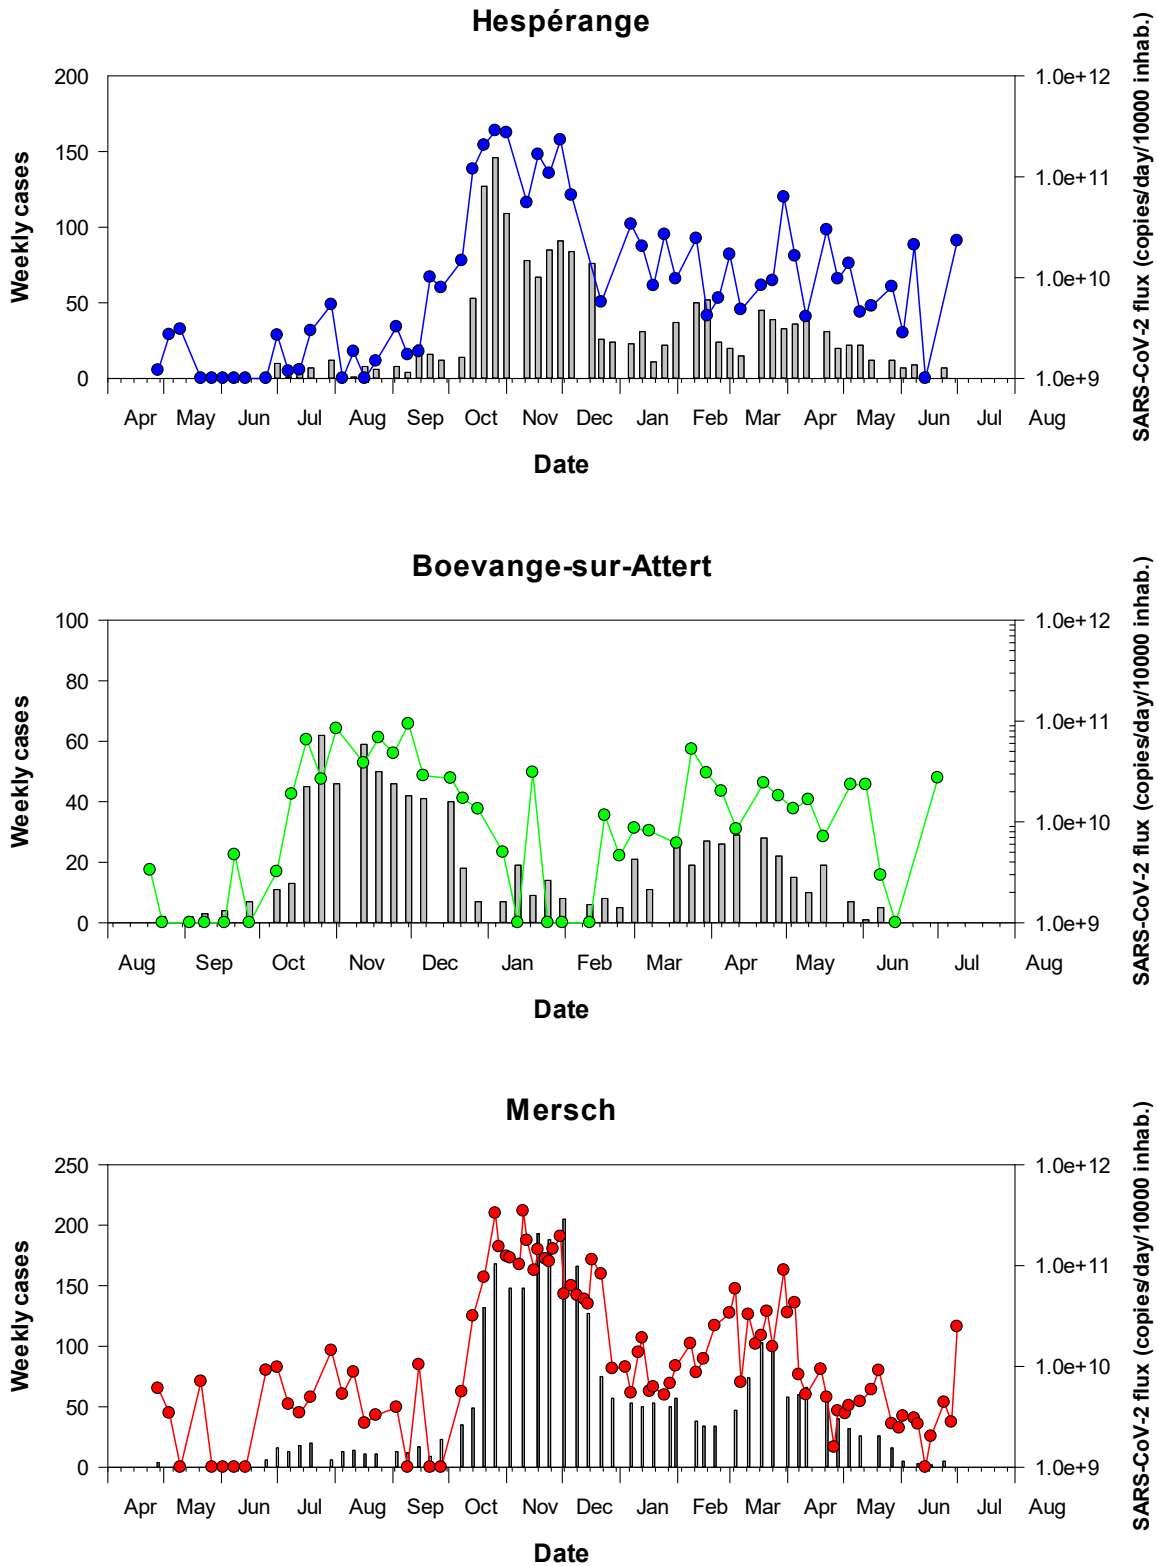 Hespérange
Weekly cases
SARS-CoV-2 flux (copies/day/10000 inhab.)
200
150
100
50
0
1.0e+12
1.0e+11
1.0e+10
1.0e+9
Apr May Jun Jul Aug Sep Oct Nov Dec Jan Feb Mar Apr May Jun Jul Aug
Date
Boevange-sur-Attert
Weekly cases
SARS-CoV-2 flux (copies/day/10000 inhab.)
100
80
60
40
20
0
1.0e+12
1.0e+11
1.0e+10
1.0e+9
Aug Sep Oct Nov Dec Jan Feb Mar Apr May Jun Jul Aug
Date
Mersch
Weekly cases
SARS-CoV-2 flux (copies/day/10000 inhab.)
250
200
150
100
50
0
1.0e+12
1.0e+11
1.0e+10
1.0e+9
Apr May Jun Jul Aug Sep Oct Nov Dec Jan Feb Mar Apr May Jun Jul Aug
Date